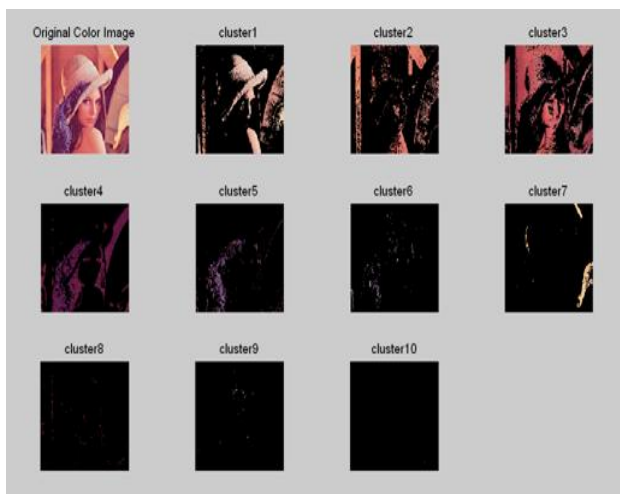 Original Color Image
cluster1
cluster2
cluster3
cluster4
cluster5
cluster6
cluster7
cluster8
cluster9
cluster10